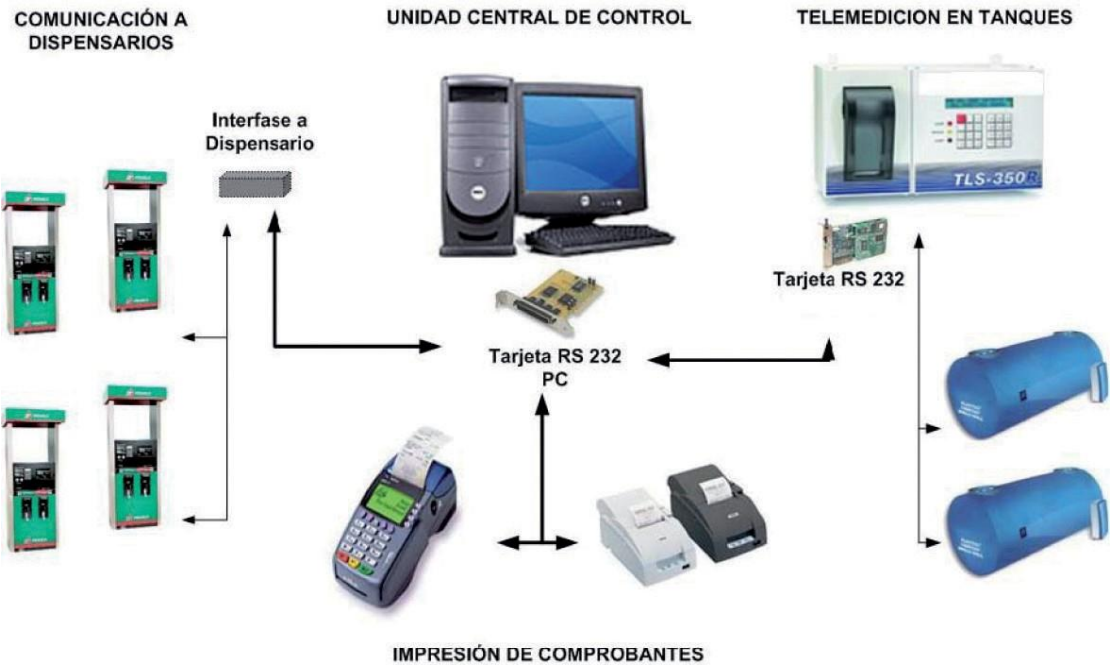 COMUNICACIÓN A
DISPENSARIOS
UNIDAD CENTRAL DE CONTROL
TELEMEDICION EN TANQUES
Interfase a
Dispensario
TLS-350R
Tarjeta RS 232
Tarjeta RS 232
PC
IMPRESIÓN DE COMPROBANTES